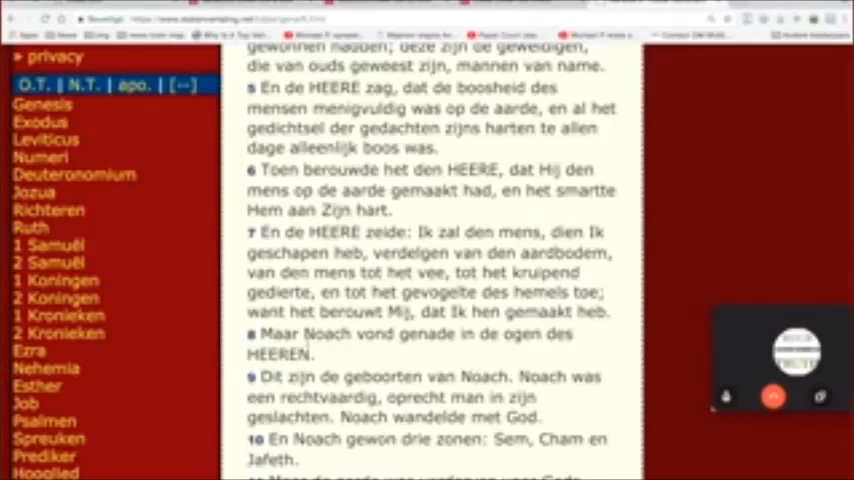 Beveiligd
» privacy
O.T. | N.T. | apo. | [--]
Genesis
Exodus
Leviticus
Numeri
Deuteronomium
Jozua
Richteren
Ruth
1 Samuël
2 Samuël
1 Koningen
2 Koningen
1 Kronieken
2 Kronieken
Ezra
Nehemia
Esther
Job
Psalmen
Spreuken
Prediker
Hooglied
gewonnen hadden; deze zijn de geweldigen,
die van ouds geweest zijn, mannen van name.
5 En de HEERE zag, dat de boosheid des
mensen menigvuldig was op de aarde, en al het
gedichtsel der gedachten zijns harten te allen
dage alleenlijk boos was.
6 Toen berouwde het den HEERE, dat Hij den
mens op de aarde gemaakt had, en het smartte
Hem aan Zijn hart.
7 En de HEERE zeide: Ik zal den mens, dien Ik
geschapen heb, verdelgen van den aardbodem,
van den mens tot het vee, tot het kruipend
gedierte, en tot het gevogelte des hemels toe;
want het berouwt Mij, dat Ik hen gemaakt heb.
8 Maar Noach vond genade in de ogen des
HEEREN.
9 Dit zijn de geboorten van Noach. Noach was
een rechtvaardig, oprecht man in zijn
geslachten. Noach wandelde met God.
10 En Noach gewon drie zonen: Sem, Cham en
Jafeth.